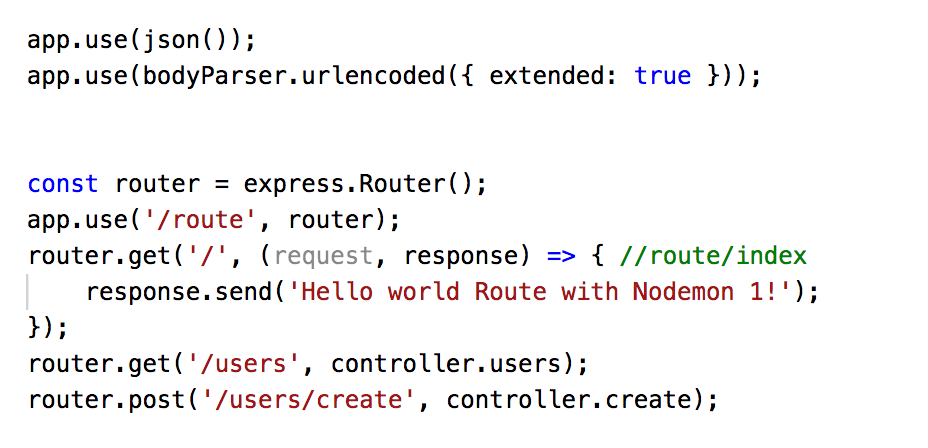 app.use(json());
app.use(bodyParser.urlencoded({ extended: true }));
const router = express.Router();
app.use('/route', router);
router.get('/', (request, response) => { //route/index
    response.send('Hello world Route with Nodemon 1!');
});
router.get('/users', controller.users);
router.post('/users/create', controller.create);